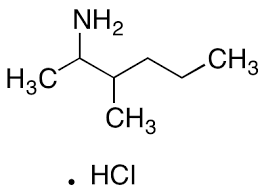 NH₂
H₃C
CH₃
CH₃
. HCl